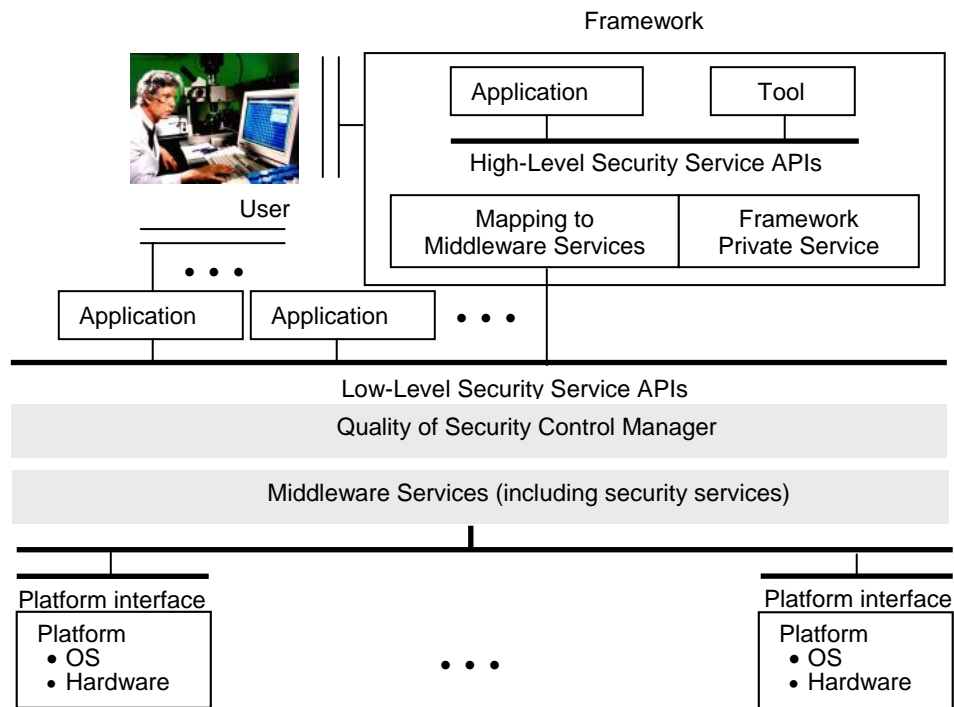 Framework
Application
Tool
High-Level Security Service APIs
User
Mapping to
Middleware Services
Framework
Private Service
• • •
Application
Application
• • •
Low-Level Security Service APIs
Quality of Security Control Manager
Middleware Services (including security services)
Platform interface
Platform
• OS
• Hardware
• • •
Platform interface
Platform
• OS
• Hardware